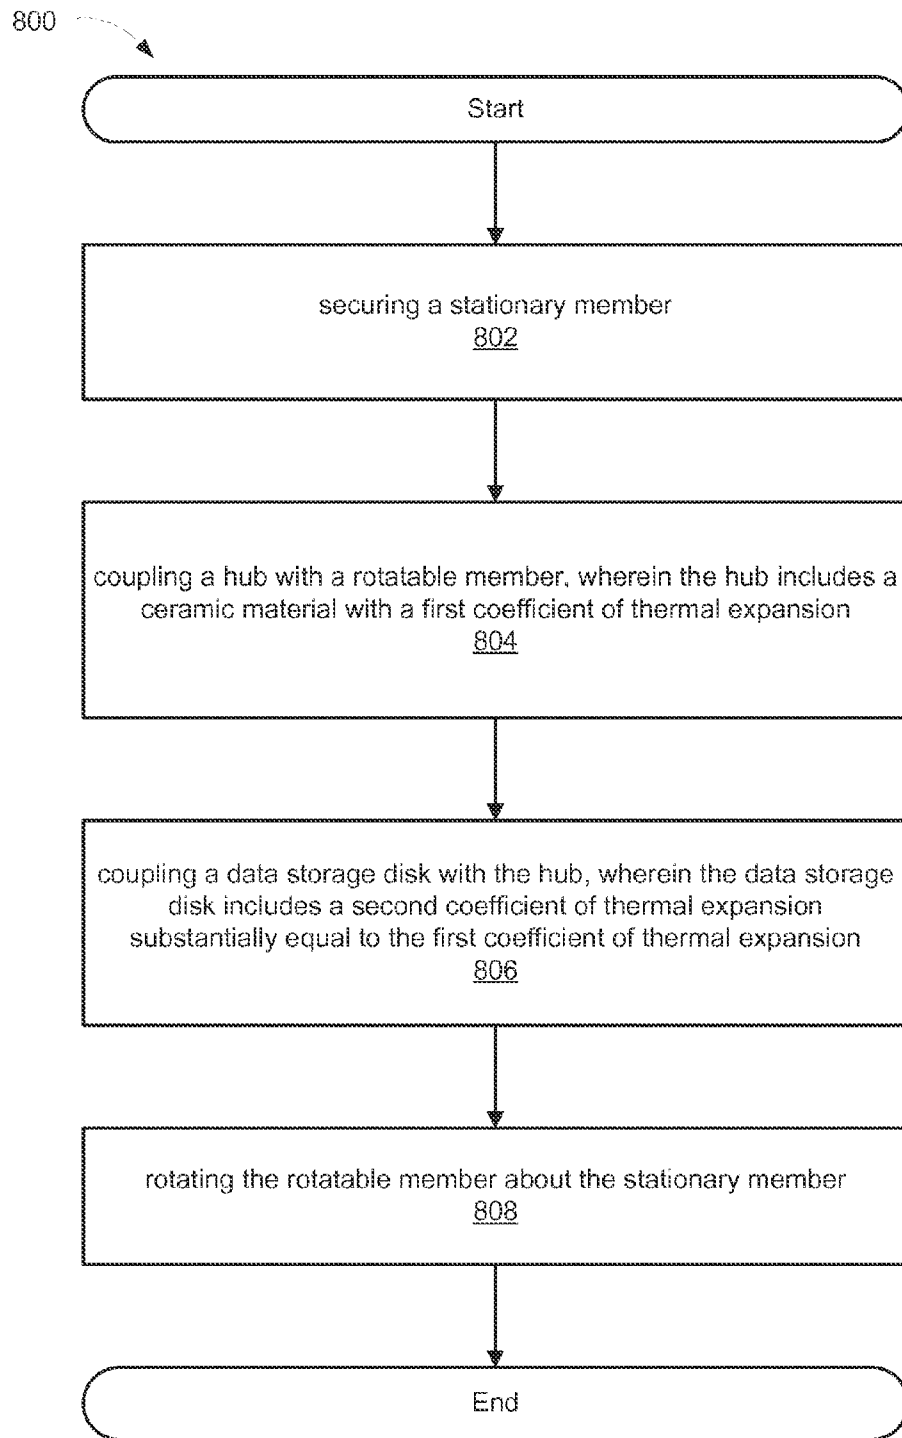 800
Start
securing a stationary member
802
coupling a hub with a rotatable member, wherein the hub includes a
ceramic material with a first coefficient of thermal expansion
804
coupling a data storage disk with the hub, wherein the data storage
disk includes a second coefficient of thermal expansion
substantially equal to the first coefficient of thermal expansion
806
rotating the rotatable member about the stationary member
808
End